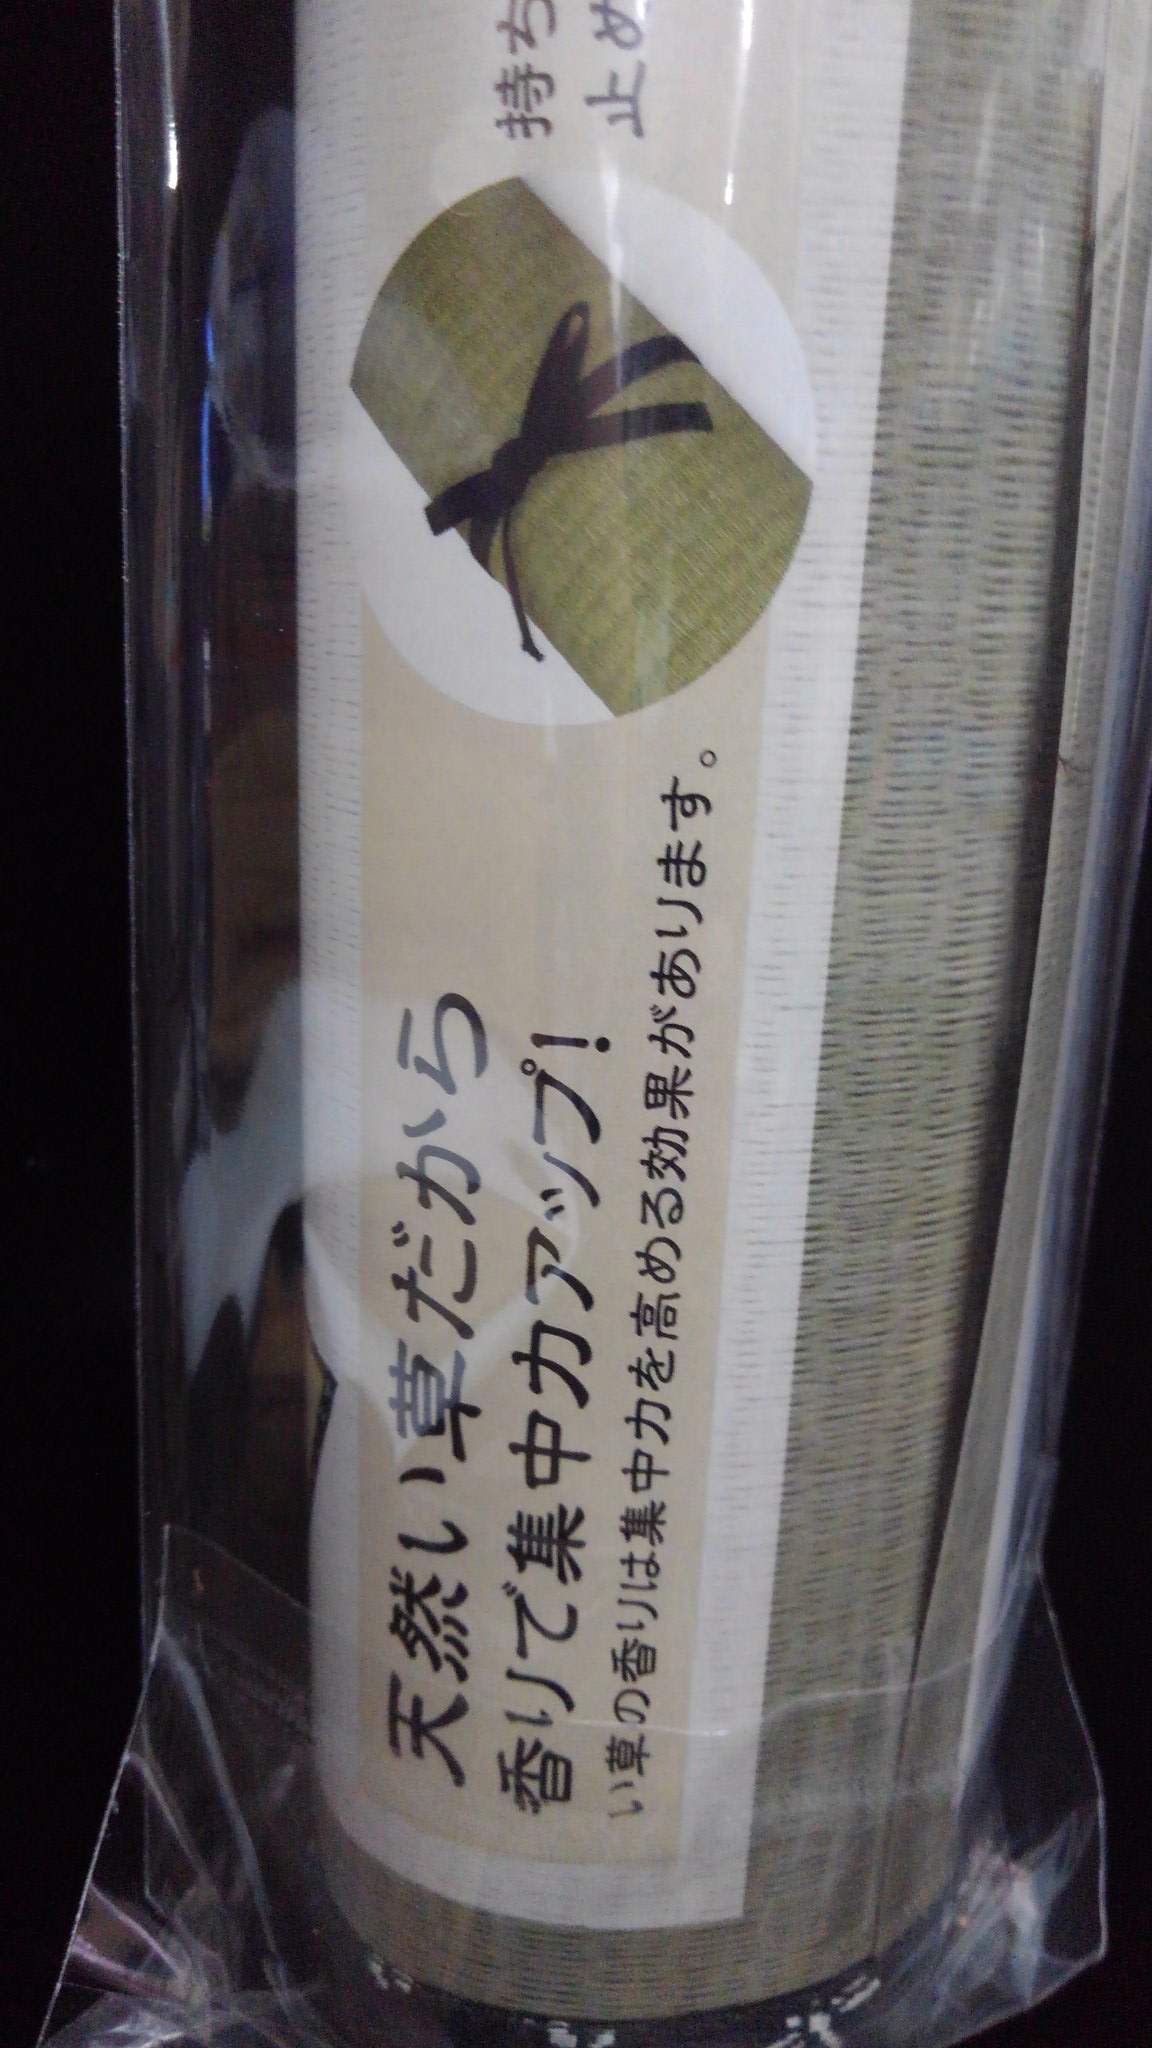 天然い草だから
香りで集中力アップ!
い草の香りは集中力を高める効果があります。
持ち
止め